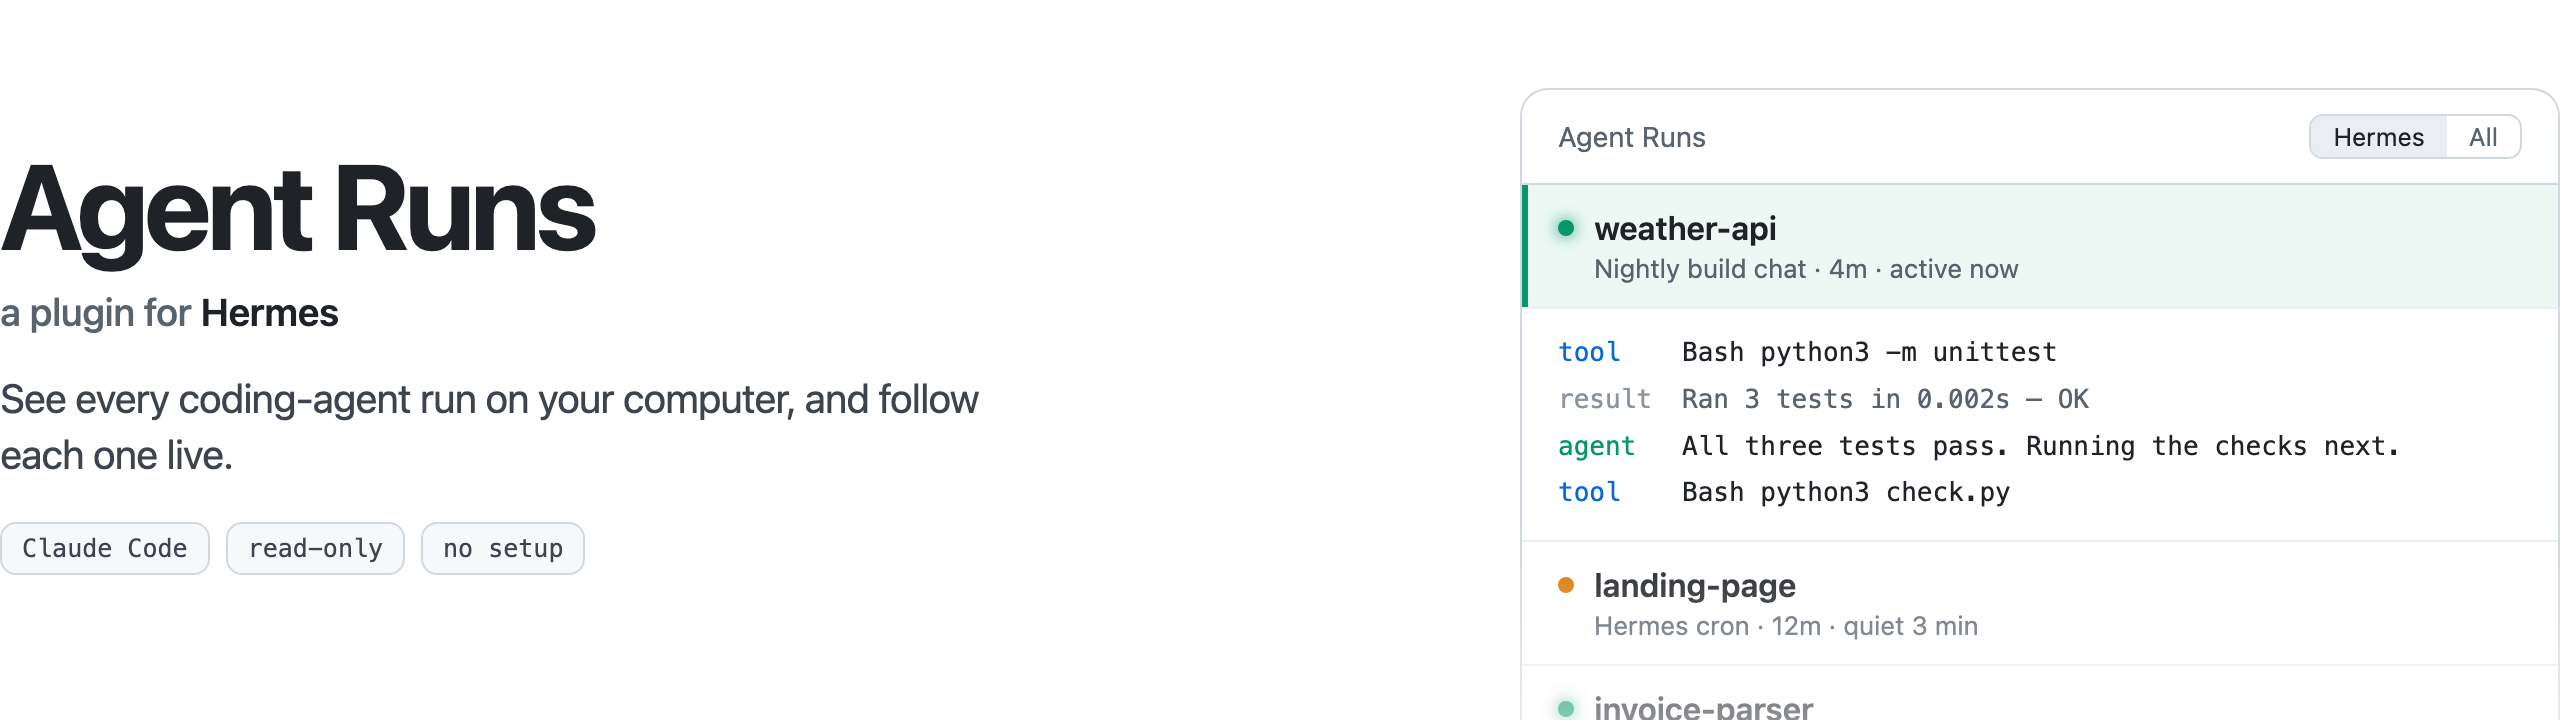 Agent Runs
a plugin for Hermes
See every coding-agent run on your computer, and follow
each one live.
Claude Code
read-only
no setup
Agent Runs
Hermes
All
weather-api
Nightly build chat · 4m · active now
tool Bash python3 -m unittest
result Ran 3 tests in 0.002s — OK
agent All three tests pass. Running the checks next.
tool Bash python3 check.py
landing-page
Hermes cron · 12m · quiet 3 min
invoice-parser